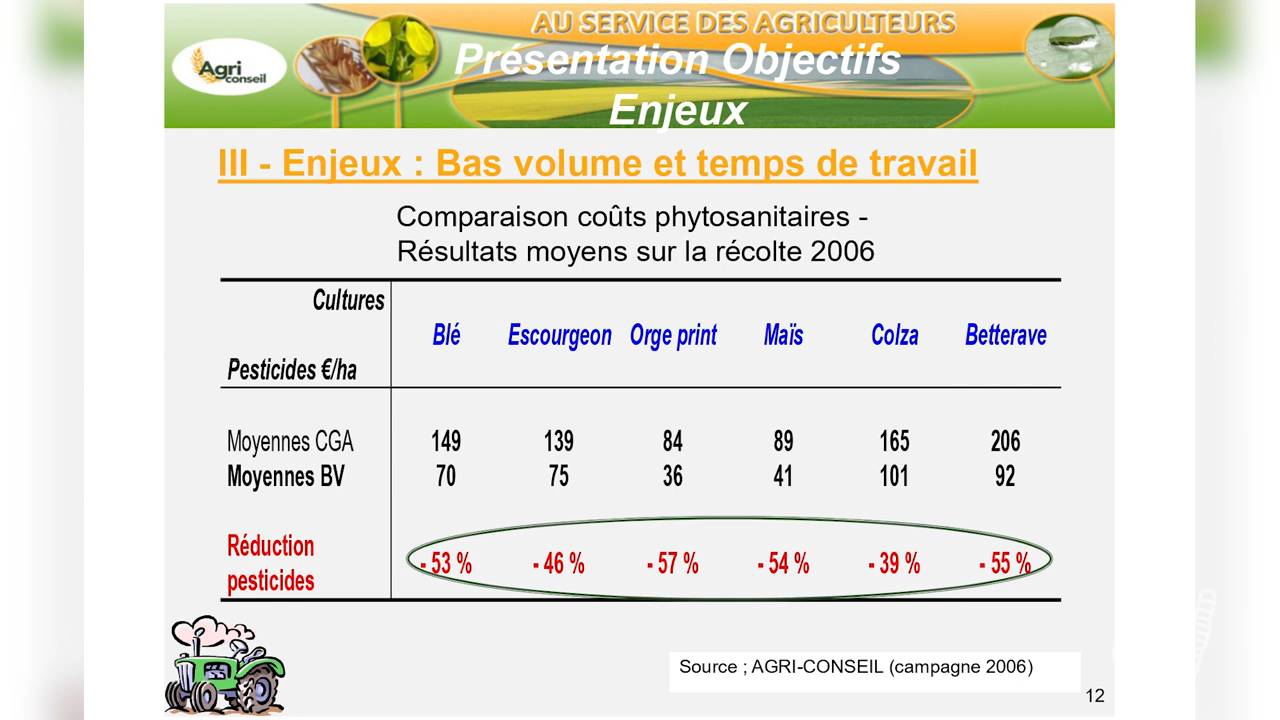 AU SERVICE DES AGRICULTEURS
Agri
conseil
Présentation Objectifs
Enjeux
III - Enjeux : Bas volume et temps de travail
Comparaison coûts phytosanitaires -
Résultats moyens sur la récolte 2006
Cultures
Blé Escourgeon Orge print Maïs Colza Betterave
Pesticides €/ha
Moyennes CGA 149 139 84 89 165 206
Moyennes BV 70 75 36 41 101 92
Réduction
pesticides - 53 % - 46 % - 57 % - 54 % - 39 % - 55 %
Source ; AGRI-CONSEIL (campagne 2006)
12